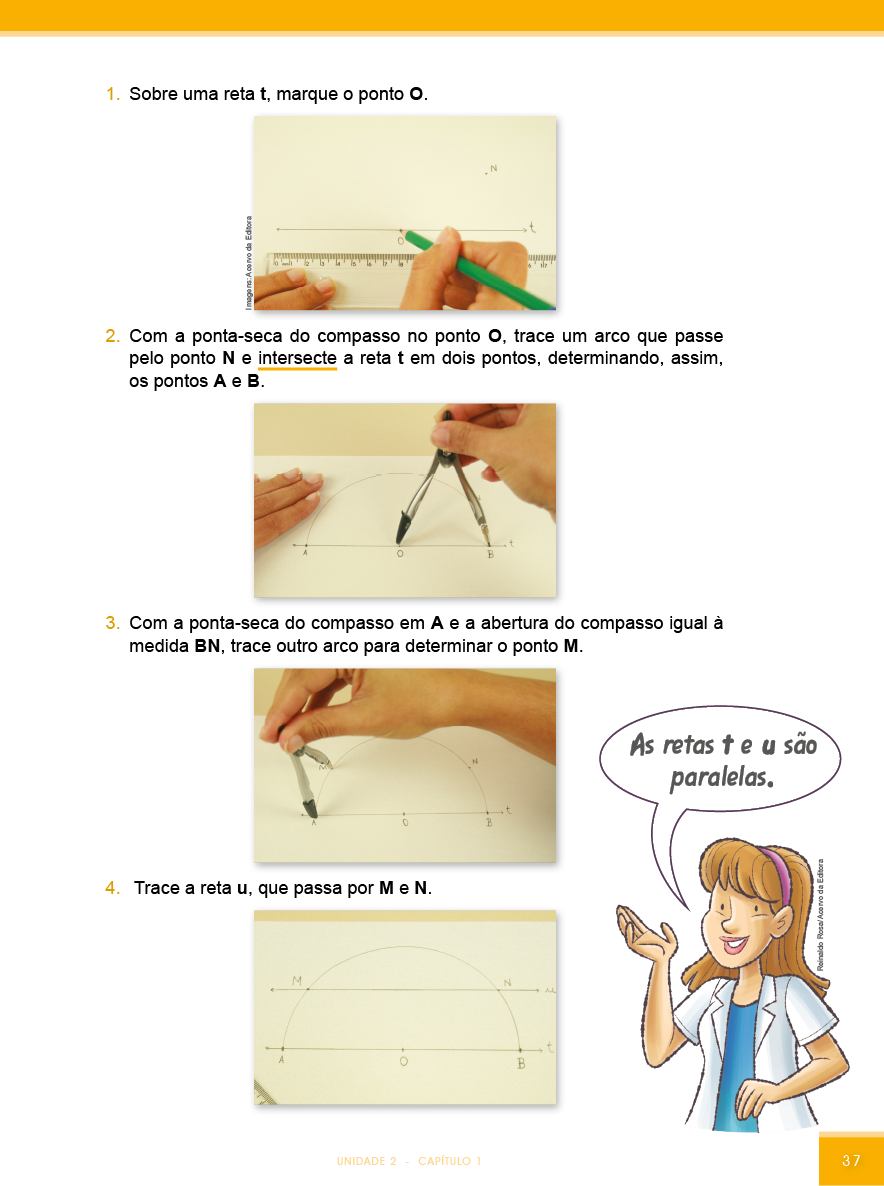 1. Sobre uma reta t, marque o ponto O.
N
t
O
Imagens: Acervo da Editora
2. Com a ponta-seca do compasso no ponto O, trace um arco que passe
pelo ponto N e intersecte a reta t em dois pontos, determinando, assim,
os pontos A e B.
A O B t
3. Com a ponta-seca do compasso em A e a abertura do compasso igual à
medida BN, trace outro arco para determinar o ponto M.
M N
A O B t
As retas t e u são
paralelas.
4. Trace a reta u, que passa por M e N.
M N u
A O B t
Reinaldo Rosa/Acervo da Editora
UNIDADE 2 - CAPÍTULO 1
37